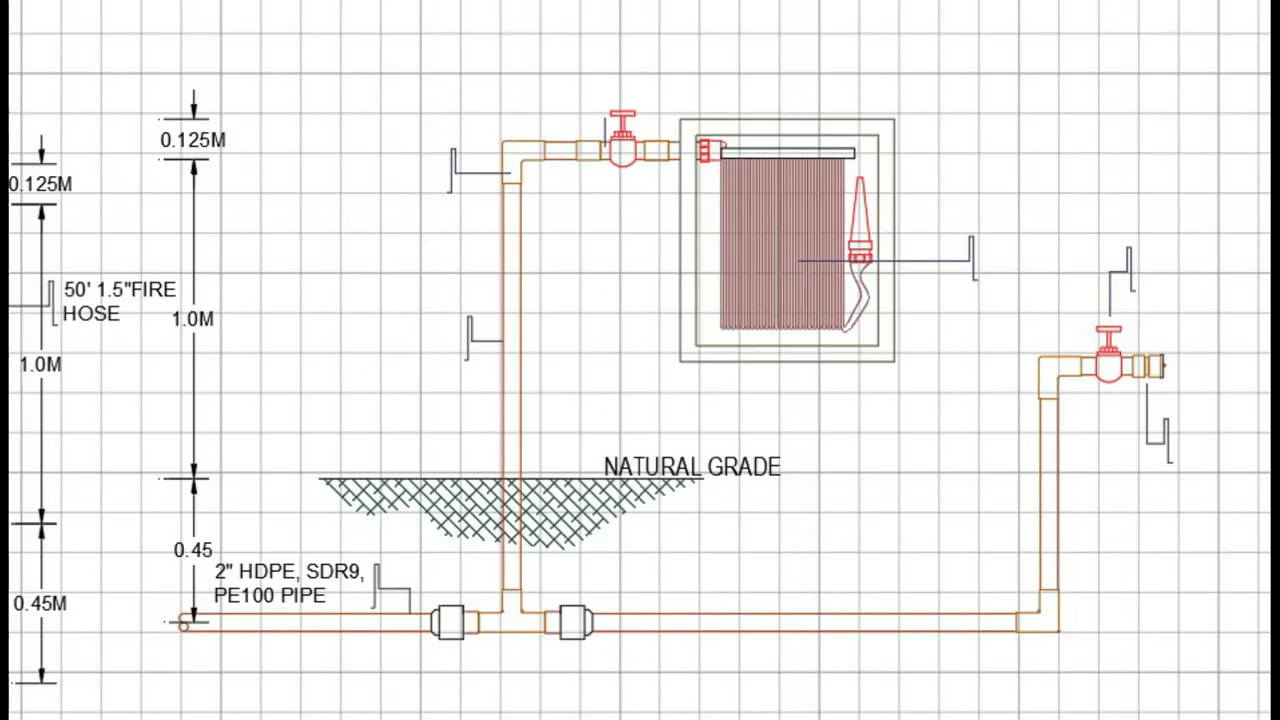 0.125M
0.125M
50' 1.5"FIRE
HOSE
1.0M
1.0M
NATURAL GRADE
0.45
2" HDPE, SDR9,
PE100 PIPE
0.45M